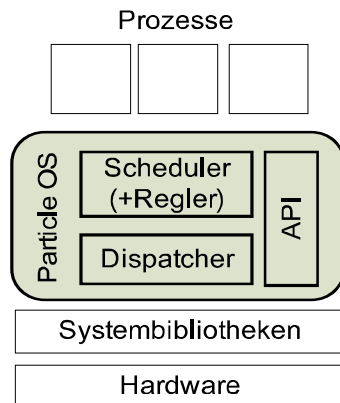 Prozesse
Particle OS
Scheduler
(+Regler)
Dispatcher
API
Systembibliotheken
Hardware